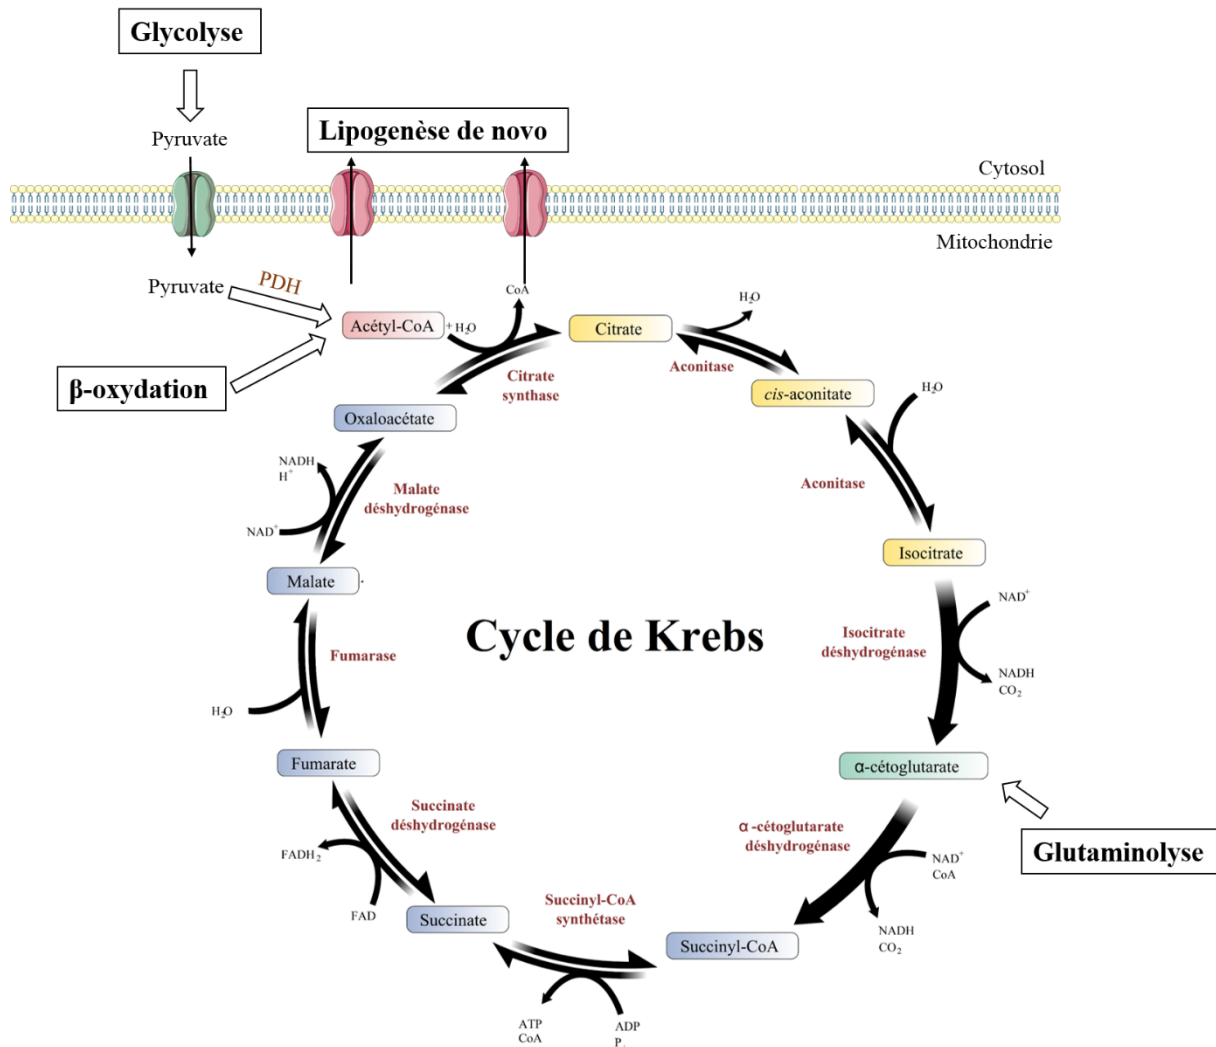 Glycolyse
Pyruvate
Lipogenèse de novo
Cytosol
Mitochondrie
Pyruvate
PDH
β-oxydation
Acétyl-CoA
+ H₂O
CoA
Citrate
H₂O
Citrate
synthase
Aconitase
cis-aconitate
H₂O
Oxaloacétate
NADH
H⁺
NAD⁺
Malate
déshydrogénase
Aconitase
Isocitrate
Malate
Cycle de Krebs
NAD⁺
Isocitrate
déshydrogénase
NADH
CO₂
Fumarase
H₂O
Fumarate
α-cétoglutarate
Glutaminolyse
Succinate
déshydrogénase
FADH₂
FAD
α-cétoglutarate
déshydrogénase
NAD⁺
CoA
NADH
CO₂
Succinate
Succinyl-CoA
synthétase
Succinyl-CoA
ATP
CoA
ADP
P.